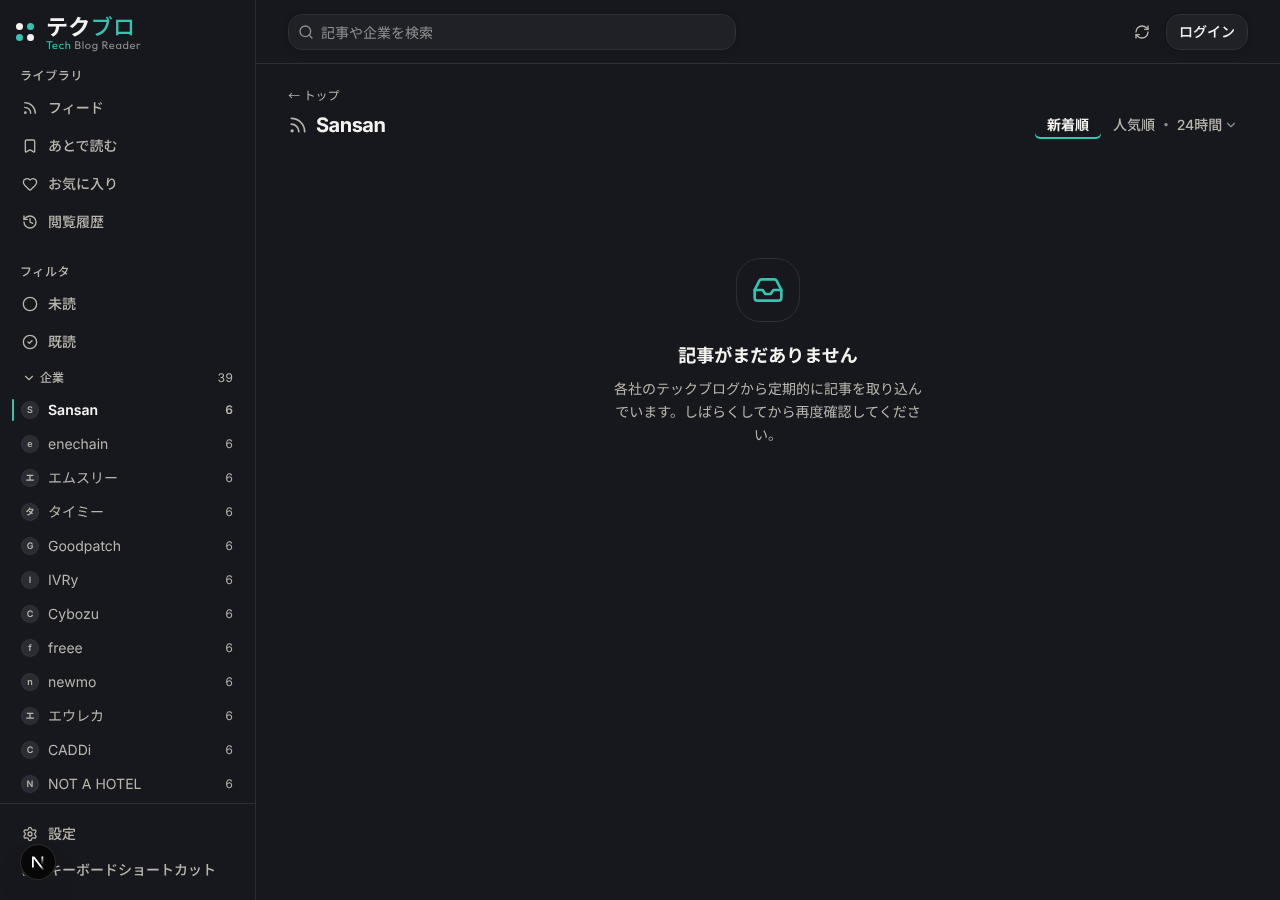 テクブロ
Tech Blog Reader
ライブラリ
フィード
あとで読む
お気に入り
閲覧履歴
フィルタ
未読
既読
企業 39
S Sansan 6
e enechain 6
エ エムスリー 6
タ タイミー 6
G Goodpatch 6
I IVRy 6
C Cybozu 6
f freee 6
n newmo 6
エ エウレカ 6
C CADDi 6
N NOT A HOTEL 6
設定
N キーボードショートカット
記事や企業を検索
ログイン
← トップ
Sansan
新着順 人気順 ・ 24時間
記事がまだありません
各社のテックブログから定期的に記事を取り込ん
でいます。しばらくしてから再度確認してくださ
い。